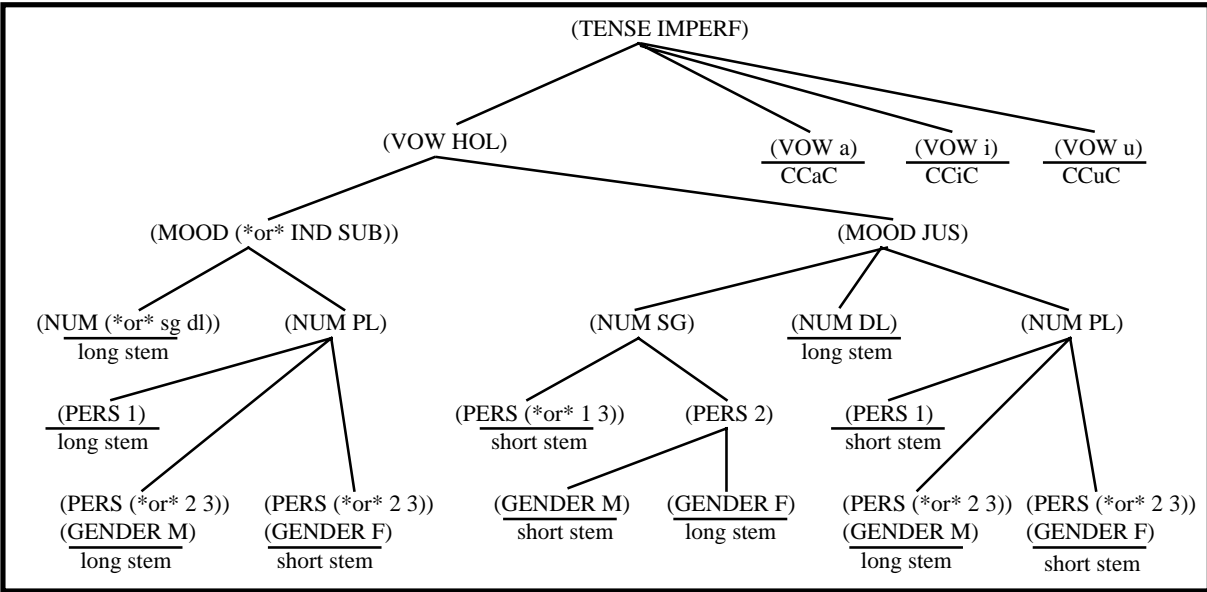 (TENSE IMPERF)
(VOW HOL)
(VOW a)
CCaC
(VOW i)
CCiC
(VOW u)
CCuC
(MOOD (*or* IND SUB))
(MOOD JUS)
(NUM (*or* sg dl))
long stem
(NUM PL)
(NUM SG)
(NUM DL)
long stem
(NUM PL)
(PERS 1)
long stem
(PERS (*or* 1 3))
short stem
(PERS 2)
(PERS 1)
short stem
(PERS (*or* 2 3))
(GENDER M)
long stem
(PERS (*or* 2 3))
(GENDER F)
short stem
(GENDER M)
short stem
(GENDER F)
long stem
(PERS (*or* 2 3))
(GENDER M)
long stem
(PERS (*or* 2 3))
(GENDER F)
short stem